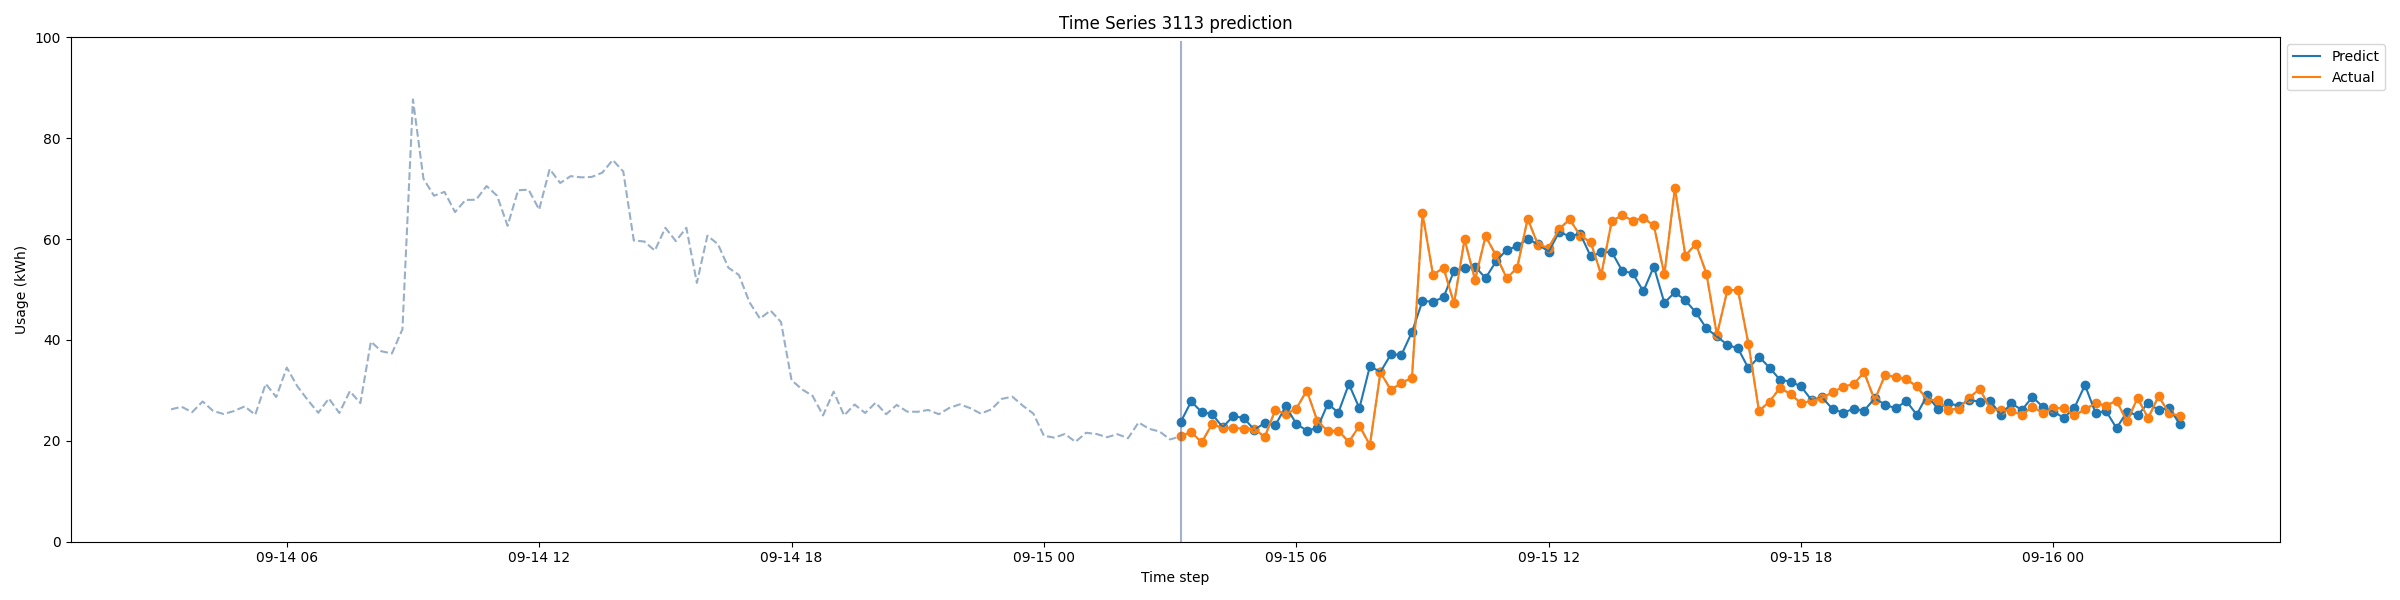 Time Series 3113 prediction
Predict
Actual
100
80
60
40
20
0
Usage (kWh)
09-14 06
09-14 12
09-14 18
09-15 00
09-15 06
09-15 12
09-15 18
09-16 00
Time step